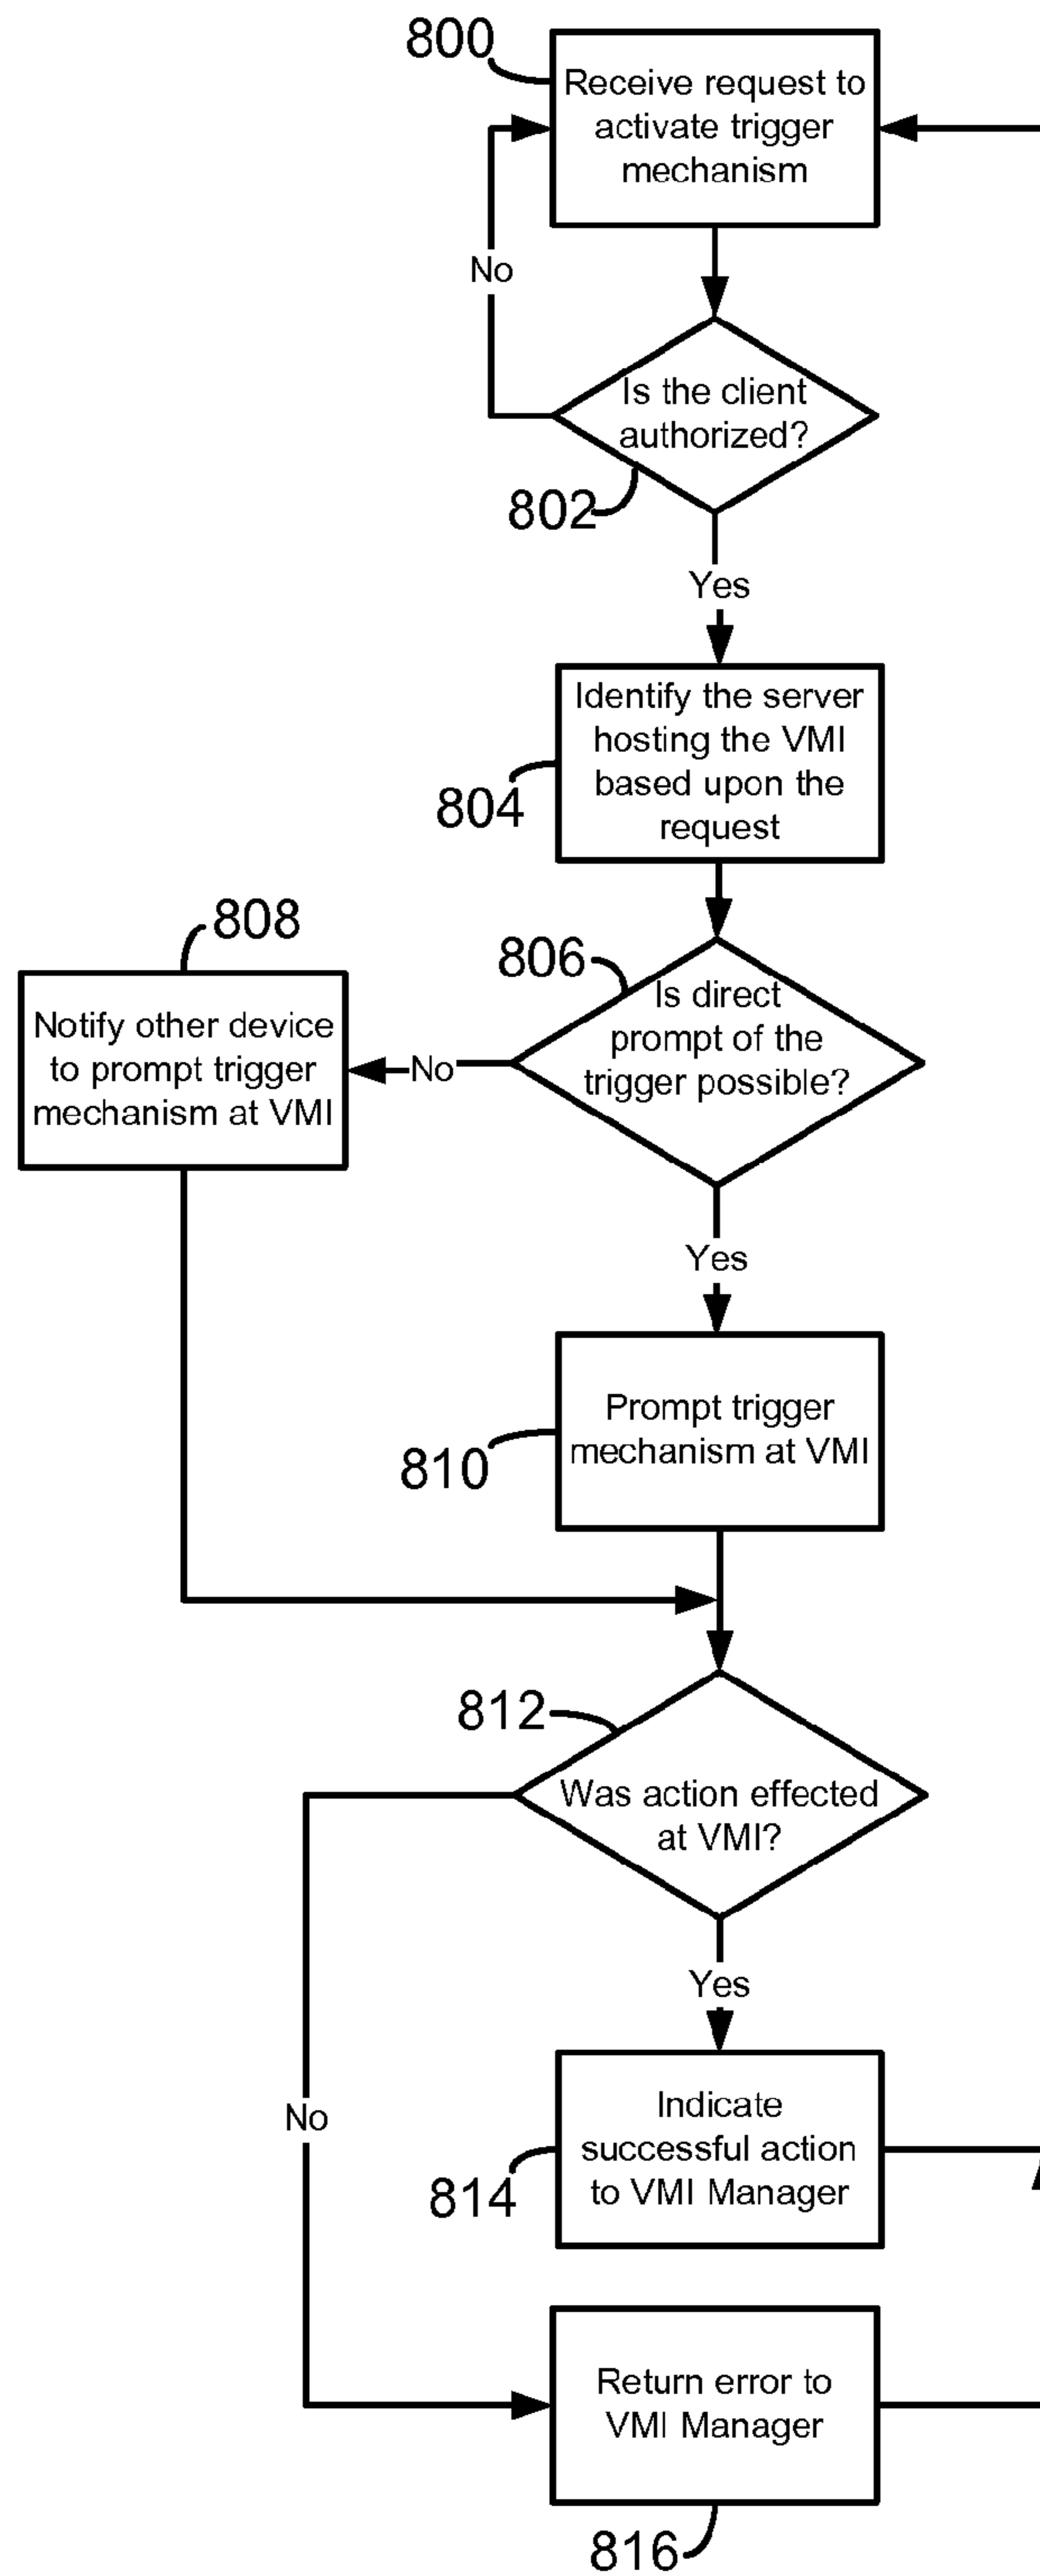 800
Receive request to
activate trigger
mechanism
No
Is the client
authorized?
802
Yes
Identify the server
hosting the VMI
based upon the
request
804
808
806
Is direct
prompt of the
trigger possible?
Notify other device
to prompt trigger
mechanism at VMI
No
Yes
Prompt trigger
mechanism at VMI
810
812
Was action effected
at VMI?
Yes
No
Indicate
successful action
to VMI Manager
814
Return error to
VMI Manager
816